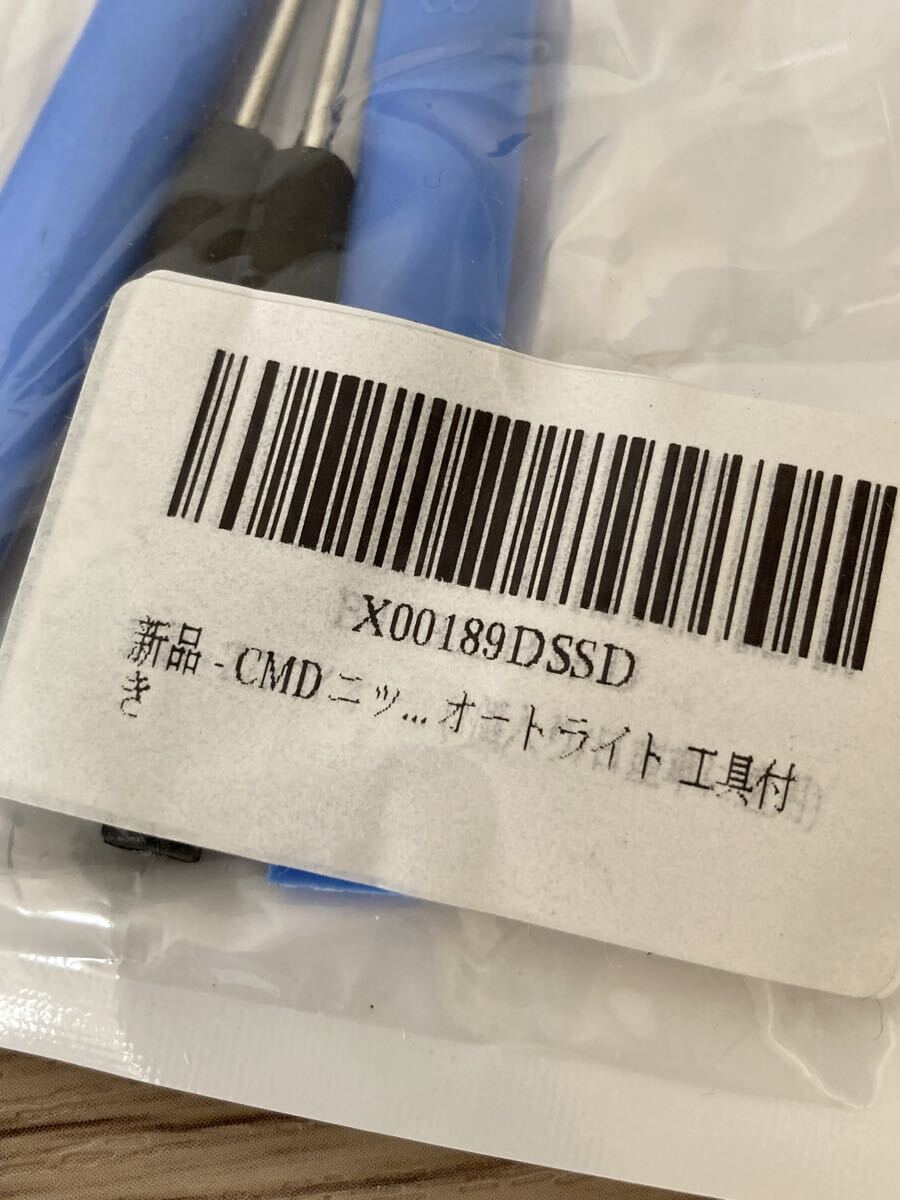 X00189DSSD
新品 - CMD ニッ... オートライト 工具付
き